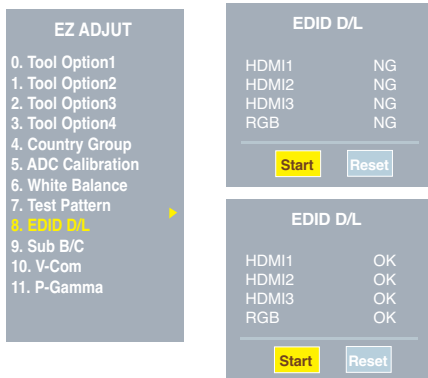 EZ ADJUT
0. Tool Option1
1. Tool Option2
2. Tool Option3
3. Tool Option4
4. Country Group
5. ADC Calibration
6. White Balance
7. Test Pattern
8. EDID D/L
9. Sub B/C
10. V-Com
11. P-Gamma
EDID D/L
HDMI1 NG
HDMI2 NG
HDMI3 NG
RGB NG
Start Reset
EDID D/L
HDMI1 OK
HDMI2 OK
HDMI3 OK
RGB OK
Start Reset